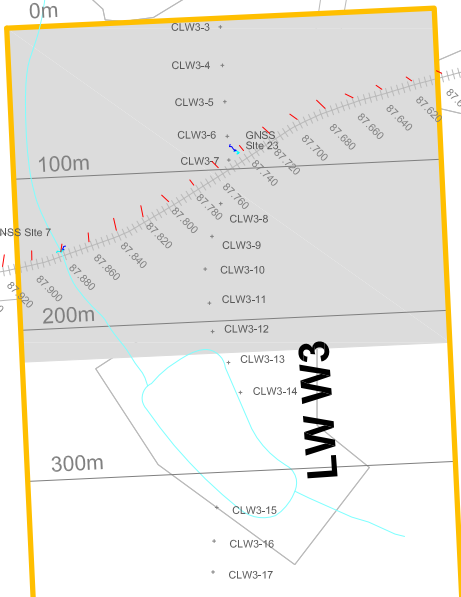 0m
CLW3-3
CLW3-4
CLW3-5
CLW3-6
GNSS
SIte 23
CLW3-7
100m
87.620
87.640
87.660
87.680
87.700
87.720
87.740
87.760
87.780
87.800
87.820
87.840
87.860
87.880
87.900
87.920
CLW3-8
NSS SIte 7
CLW3-9
CLW3-10
CLW3-11
200m
CLW3-12
CLW3-13
CLW3-14
LW W3
300m
CLW3-15
CLW3-16
CLW3-17